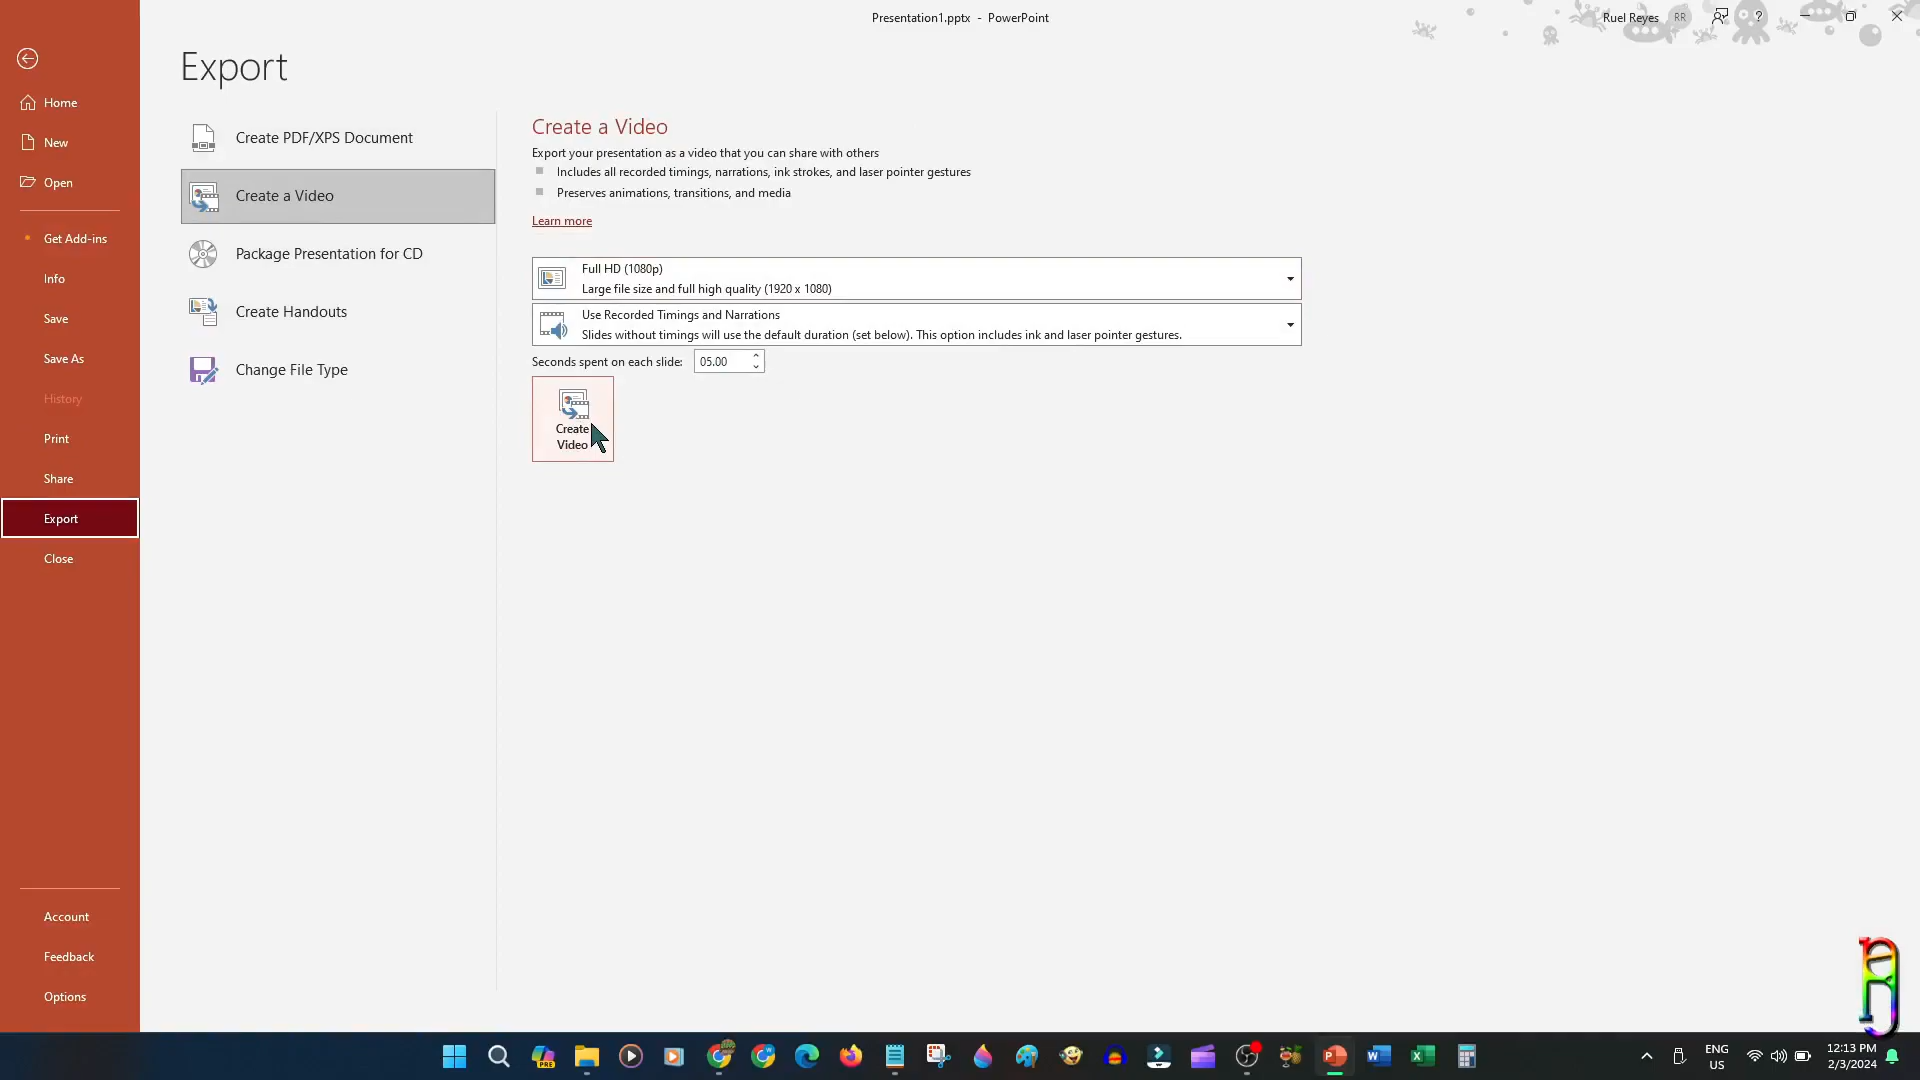 Presentation1.pptx - PowerPoint
Ruel Reyes
RR
?
Export
Home
New
Open
Get Add-ins
Info
Save
Save As
History
Print
Share
Export
Close
Account
Feedback
Options
Create PDF/XPS Document
Create a Video
Package Presentation for CD
Create Handouts
Change File Type
Create a Video
Export your presentation as a video that you can share with others
Includes all recorded timings, narrations, ink strokes, and laser pointer gestures
Preserves animations, transitions, and media
Learn more
Full HD (1080p)
Large file size and full high quality (1920 x 1080)
Use Recorded Timings and Narrations
Slides without timings will use the default duration (set below). This option includes ink and laser pointer gestures.
Seconds spent on each slide: 05.00
Create
Video
PRE
ENG
US
12:13 PM
2/3/2024